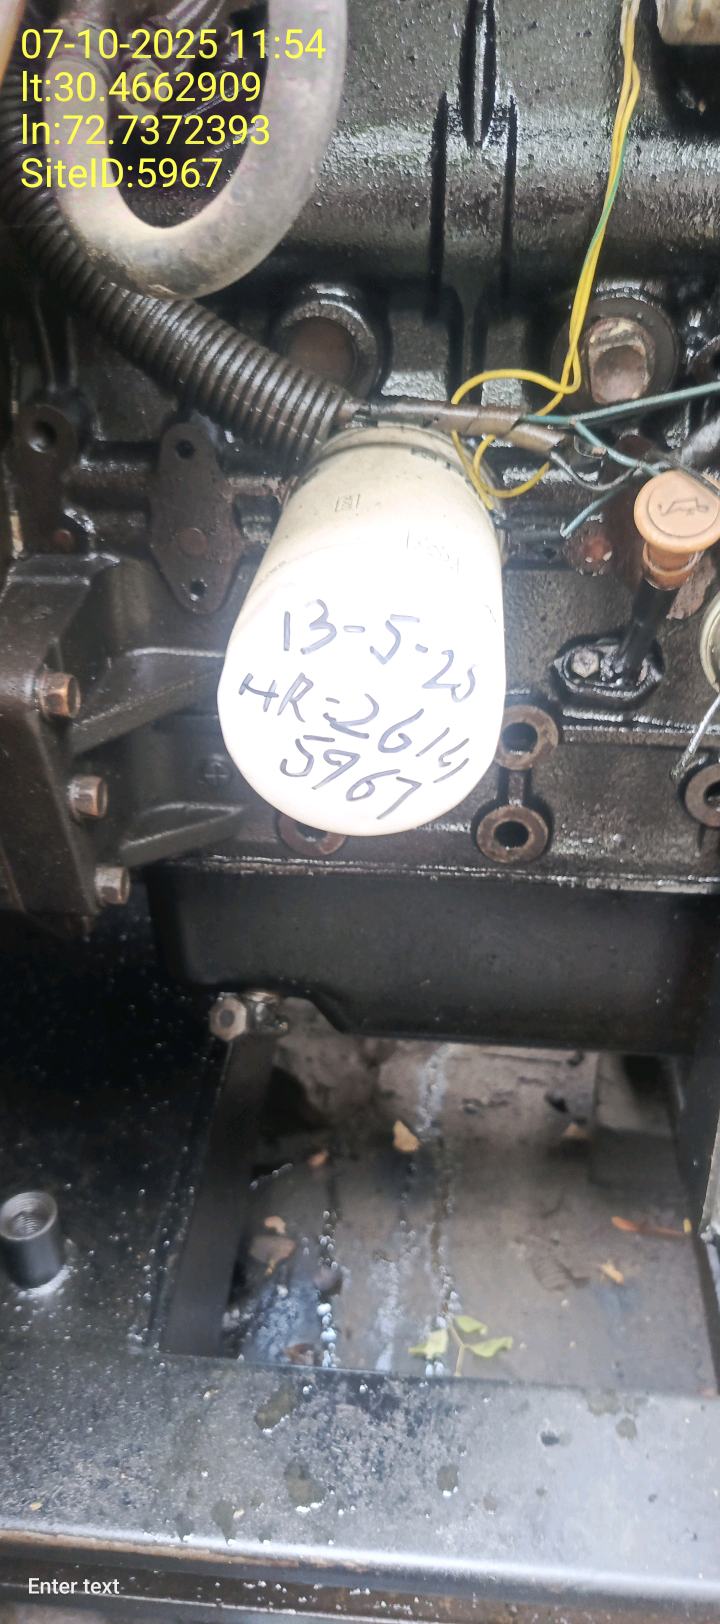 07-10-2025 11:54
lt:30.4662909
ln:72.7372393
SiteID:5967
13-5-25
HR=2614
5967
Enter text